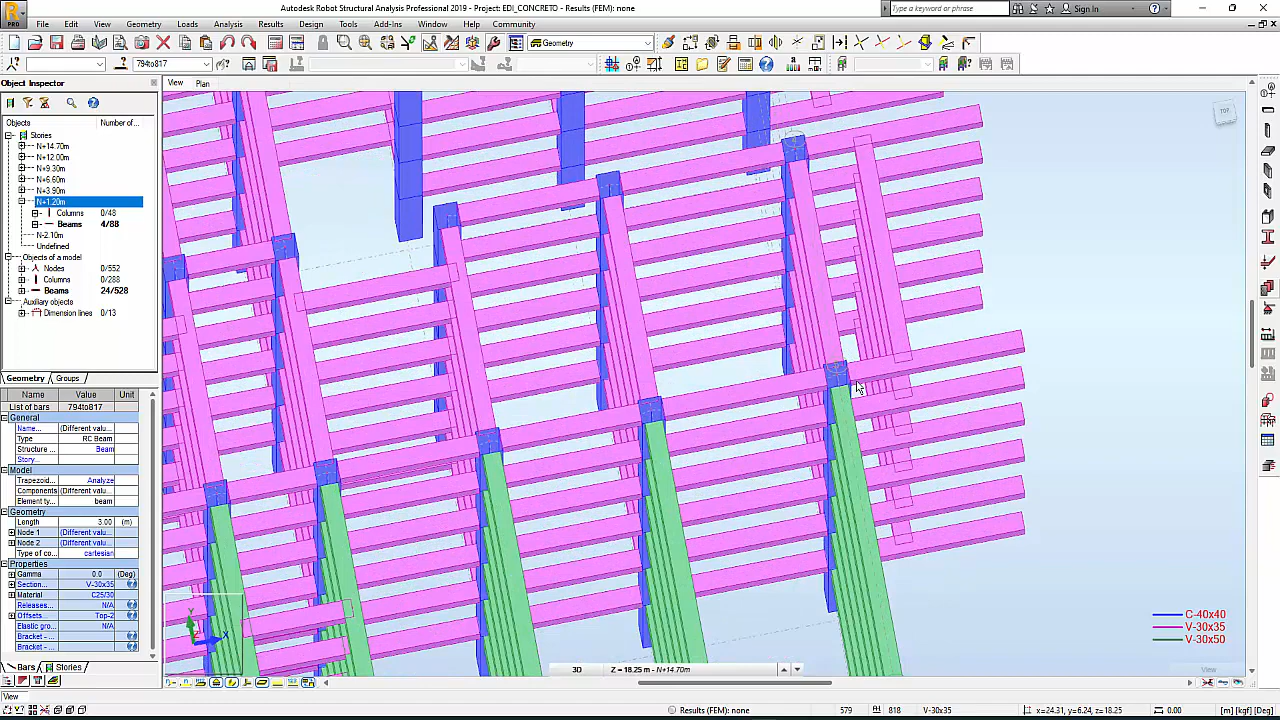 Autodesk Robot Structural Analysis Professional 2019 - EDI_CONCRETO - Results (FEM): none
Type a keyword or phrase
Sign In
PRO
File Edit View Geometry Loads Analysis Results Design Tools Add-Ins Window Help Community
Geometry
794to817
Object Inspector
View Plan
Objects Number of...
Stories
N+14.70m
N+12.00m
N+9.30m
N+6.60m
N+3.90m
N+1.20m
Columns 0/48
Beams 4/88
N-2.10m
Undefined
Objects of a model
Nodes 0/552
Columns 0/288
Beams 24/528
Auxiliary objects
Dimension lines 0/13
Geometry Groups
Name Value Unit
List of bars 794to817
General
Name... (Different valu...
Type RC Beam
Structure ... Beam
Story...
Model
Trapezoid... Analyze
Components (Different valu...
Element ty... beam
Geometry
Length 3.00 (m)
Node 1 (Different valu...
Node 2 (Different valu...
Type of co... cartesian
Properties
Gamma 0.0 (Deg)
Section... V-30x35
Material C25/30
Releases... N/A
Offsets... Top-2
Elastic gro... N/A
Bracket - ...
Bracket - ...
Bars Stories
TOP
Y
X
C-40x40
V-30x35
V-30x50
3D Z = 18.25 m - N+14.70m
View
View
Results (FEM): none
579
818
V-30x35
x=24.31, y=6.24, z=18.25
0.00
[m] [kgf] [Deg]